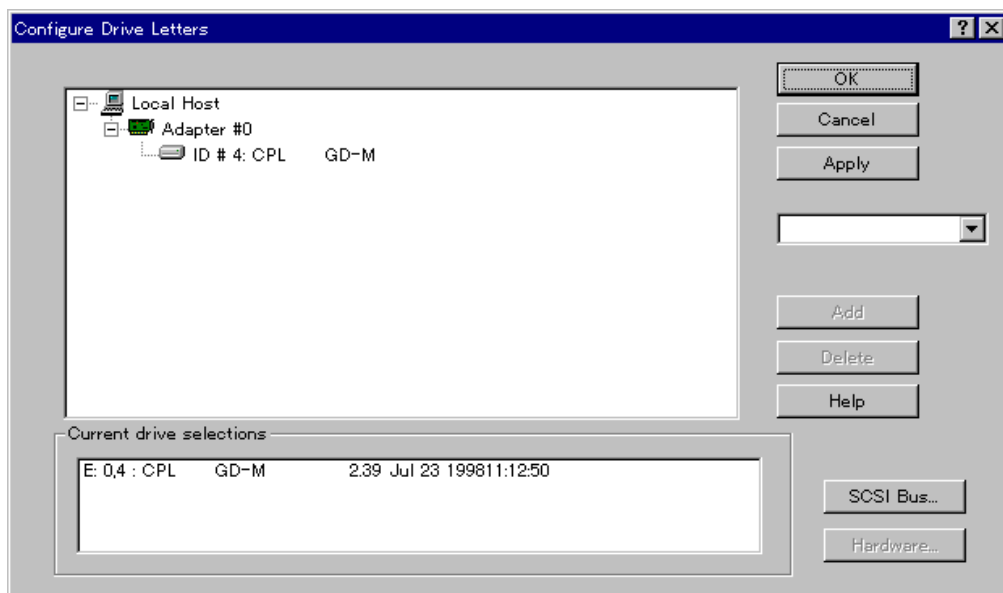 Configure Drive Letters
Local Host
Adapter #0
ID # 4: CPL GD-M
OK
Cancel
Apply
Add
Delete
Help
Current drive selections
E: 0,4 : CPL GD-M 2.39 Jul 23 199811:12:50
SCSI Bus...
Hardware...